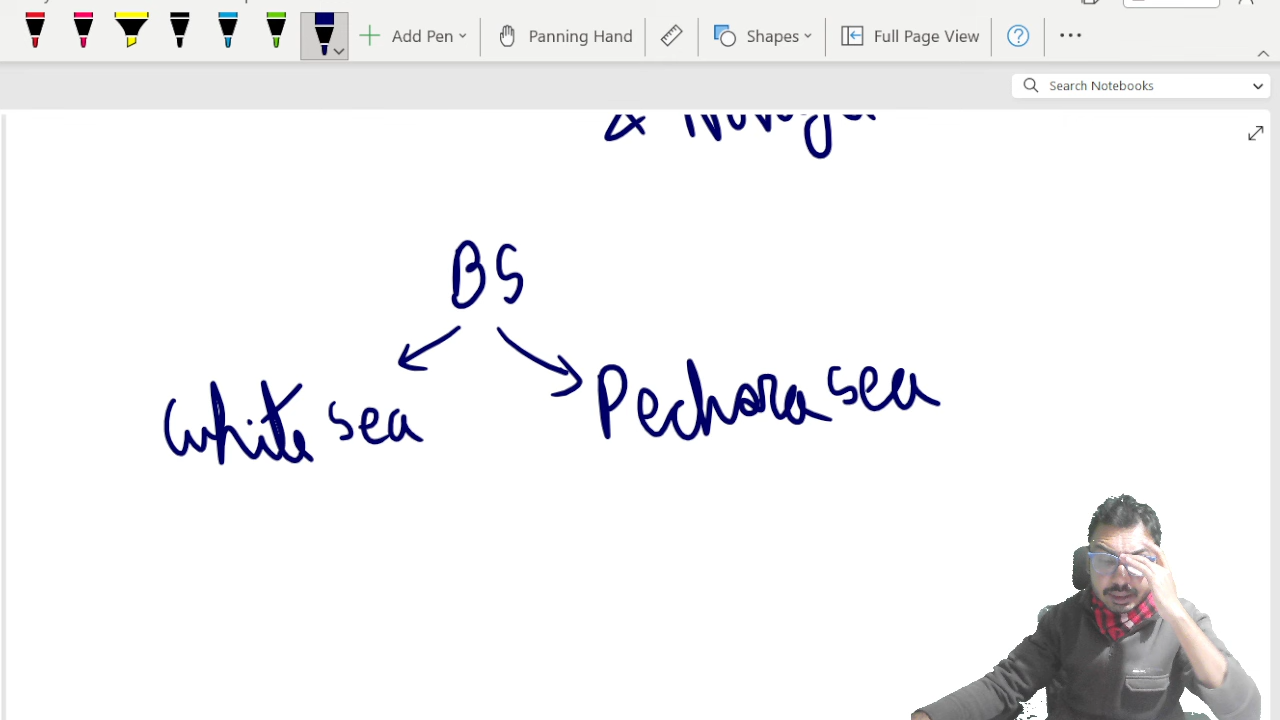 Add Pen Panning Hand Shapes Full Page View
Search Notebooks
&
BS
White sea Pechora sea